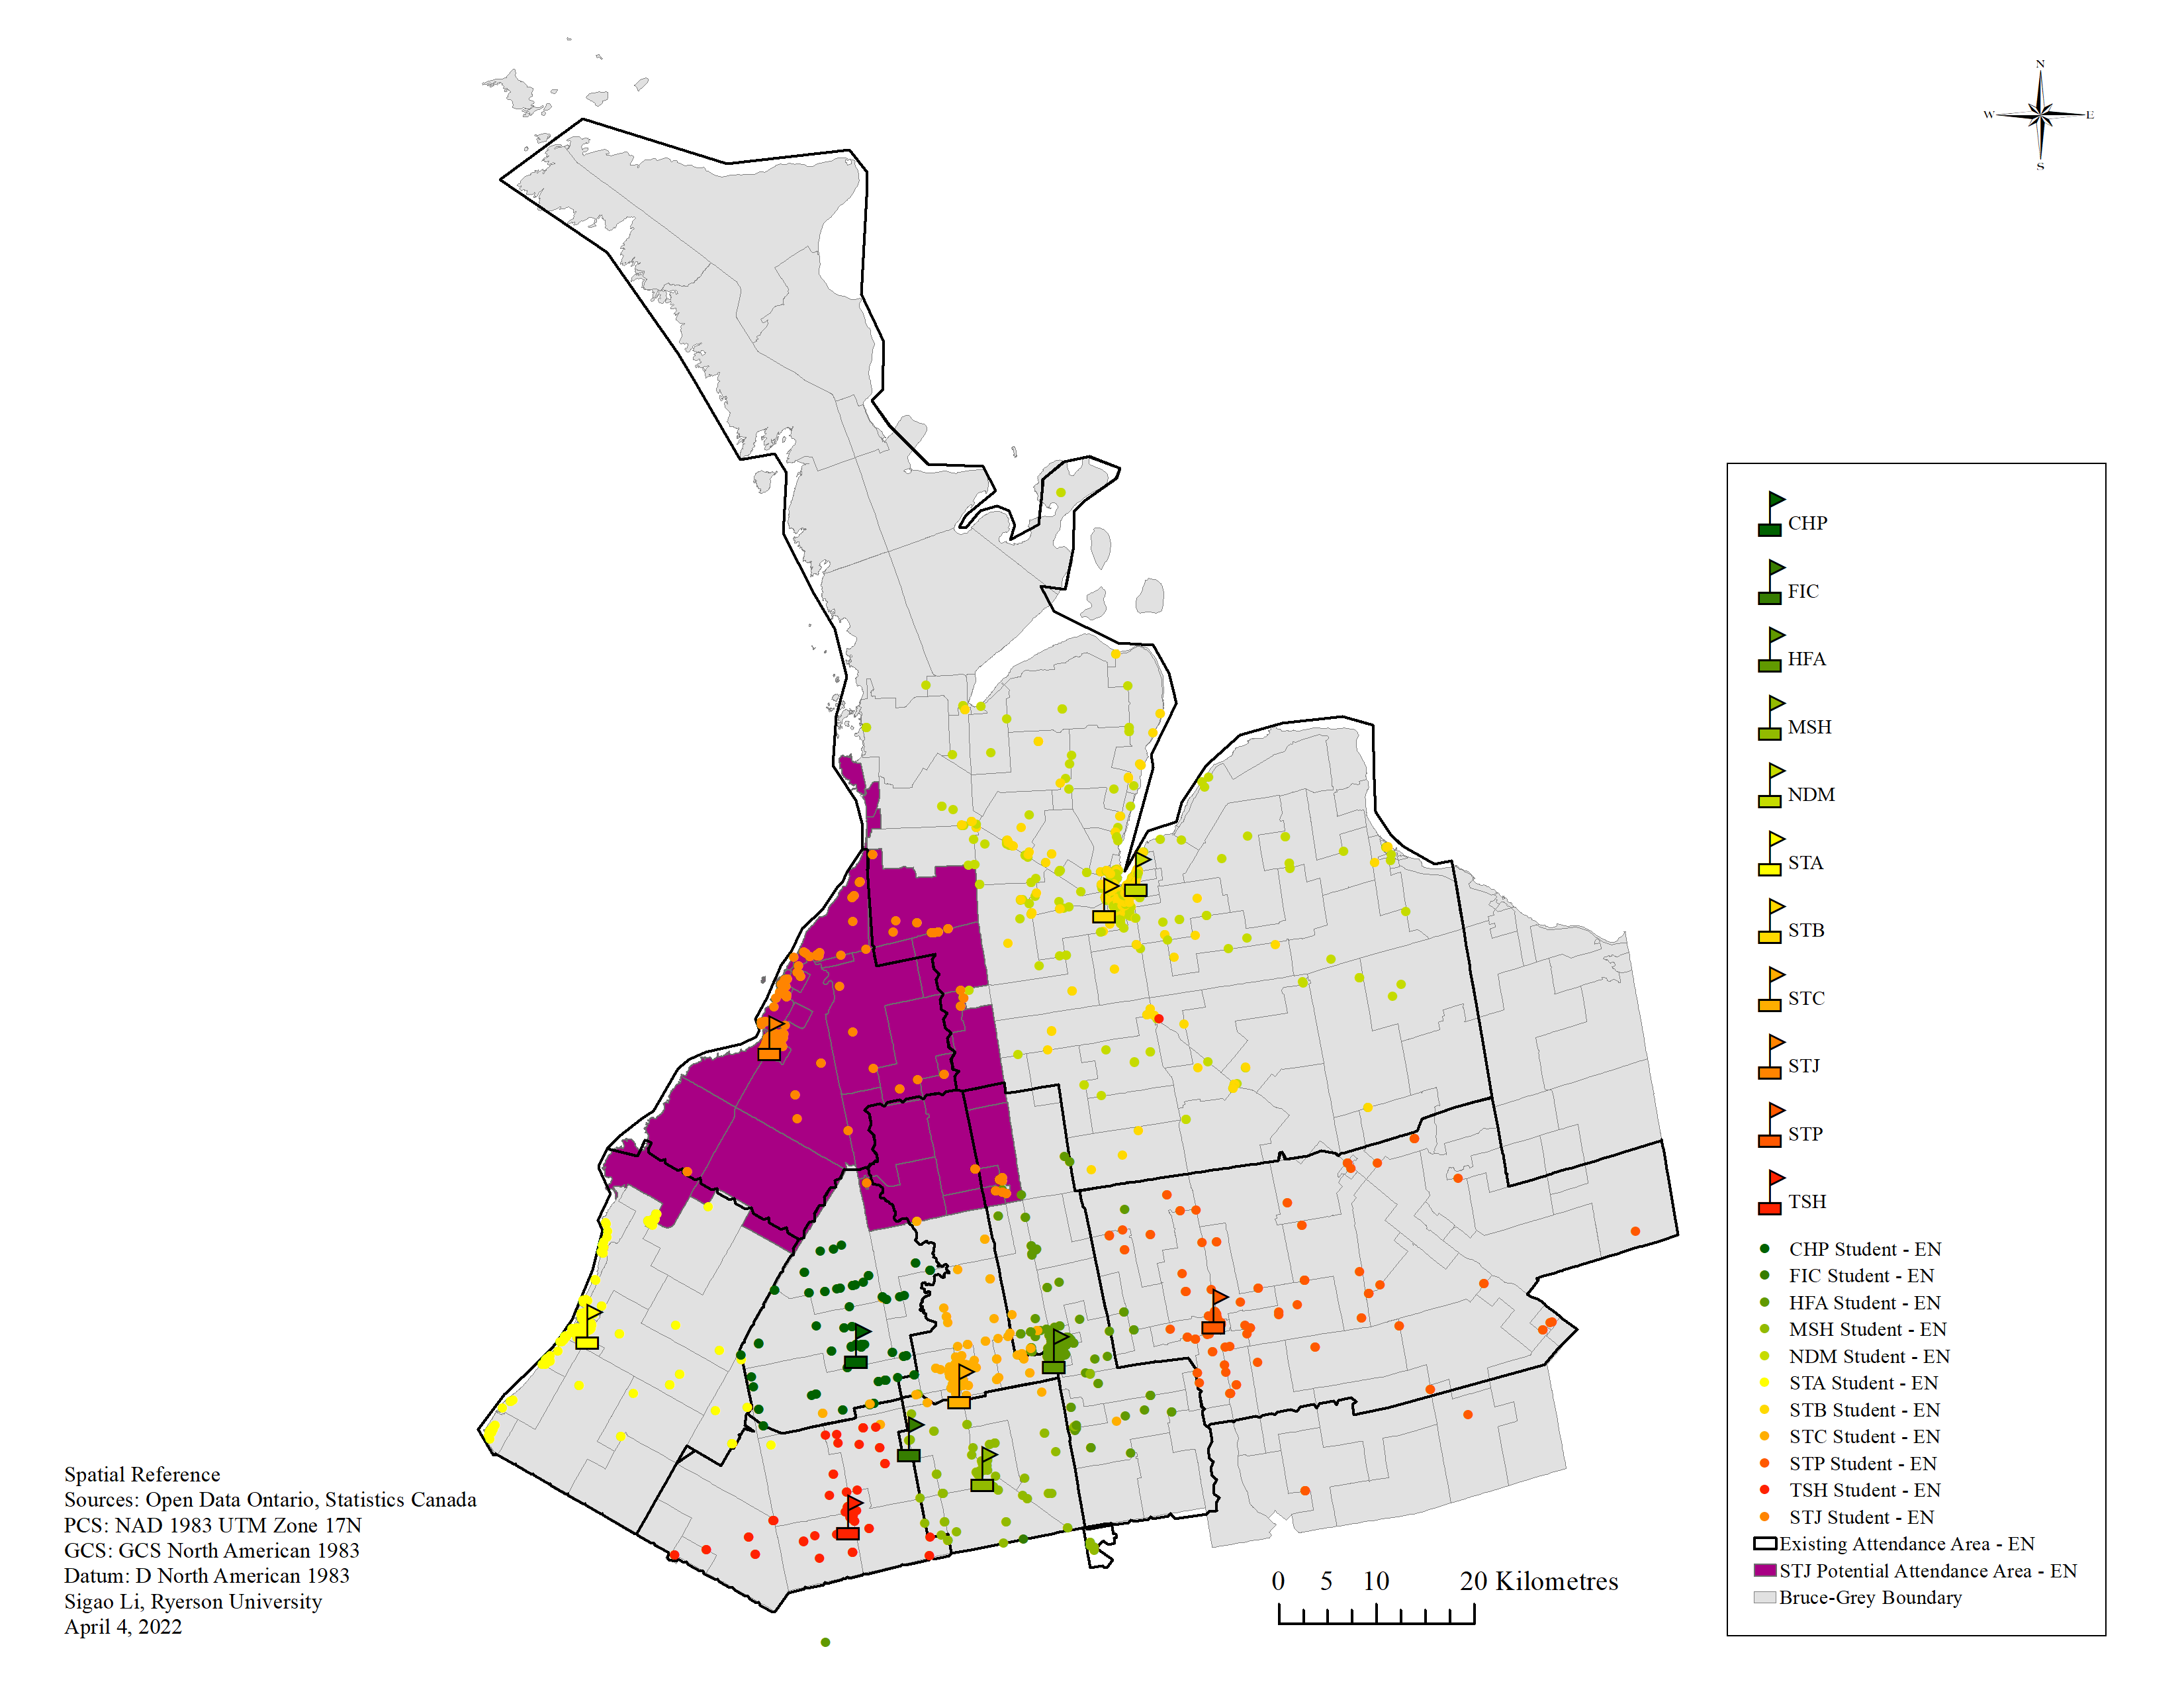 N
W E
S
CHP
FIC
HFA
MSH
NDM
STA
STB
STC
STJ
STP
TSH
CHP Student - EN
FIC Student - EN
HFA Student - EN
MSH Student - EN
NDM Student - EN
STA Student - EN
STB Student - EN
STC Student - EN
STP Student - EN
TSH Student - EN
STJ Student - EN
Existing Attendance Area - EN
STJ Potential Attendance Area - EN
Bruce-Grey Boundary
Spatial Reference
Sources: Open Data Ontario, Statistics Canada
PCS: NAD 1983 UTM Zone 17N
GCS: GCS North American 1983
Datum: D North American 1983
Sigao Li, Ryerson University
April 4, 2022
0 5 10 20 Kilometres